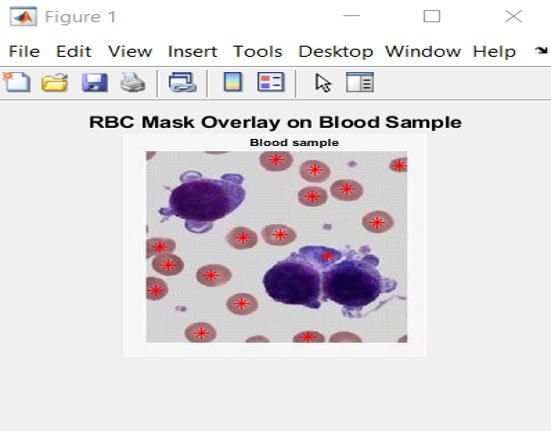 Figure 1
File Edit View Insert Tools Desktop Window Help
RBC Mask Overlay on Blood Sample
Blood sample